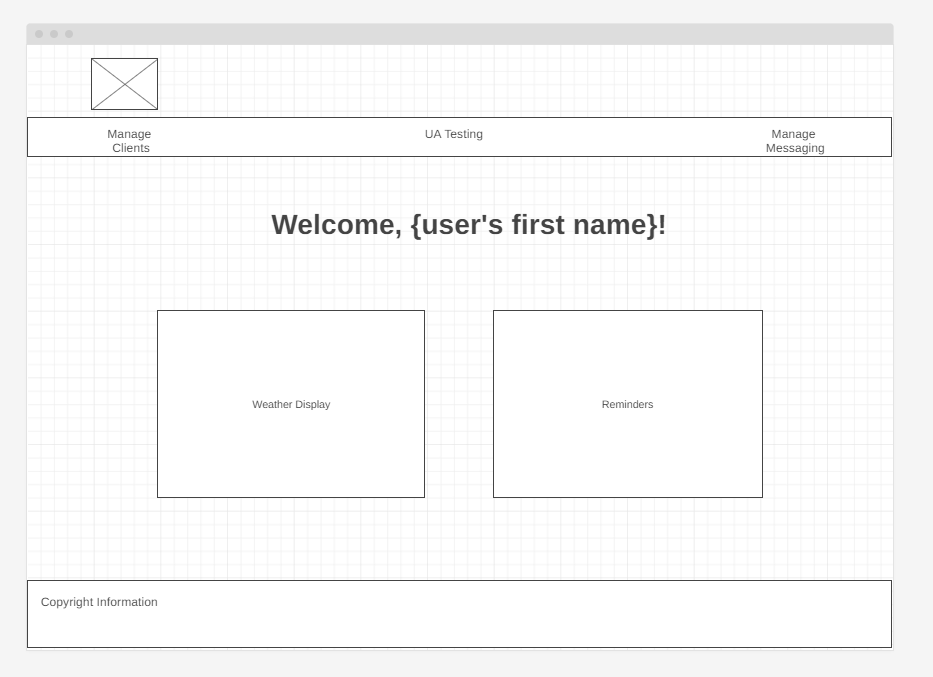 Manage
Clients
UA Testing
Manage
Messaging
Welcome, {user's first name}!
Weather Display
Reminders
Copyright Information